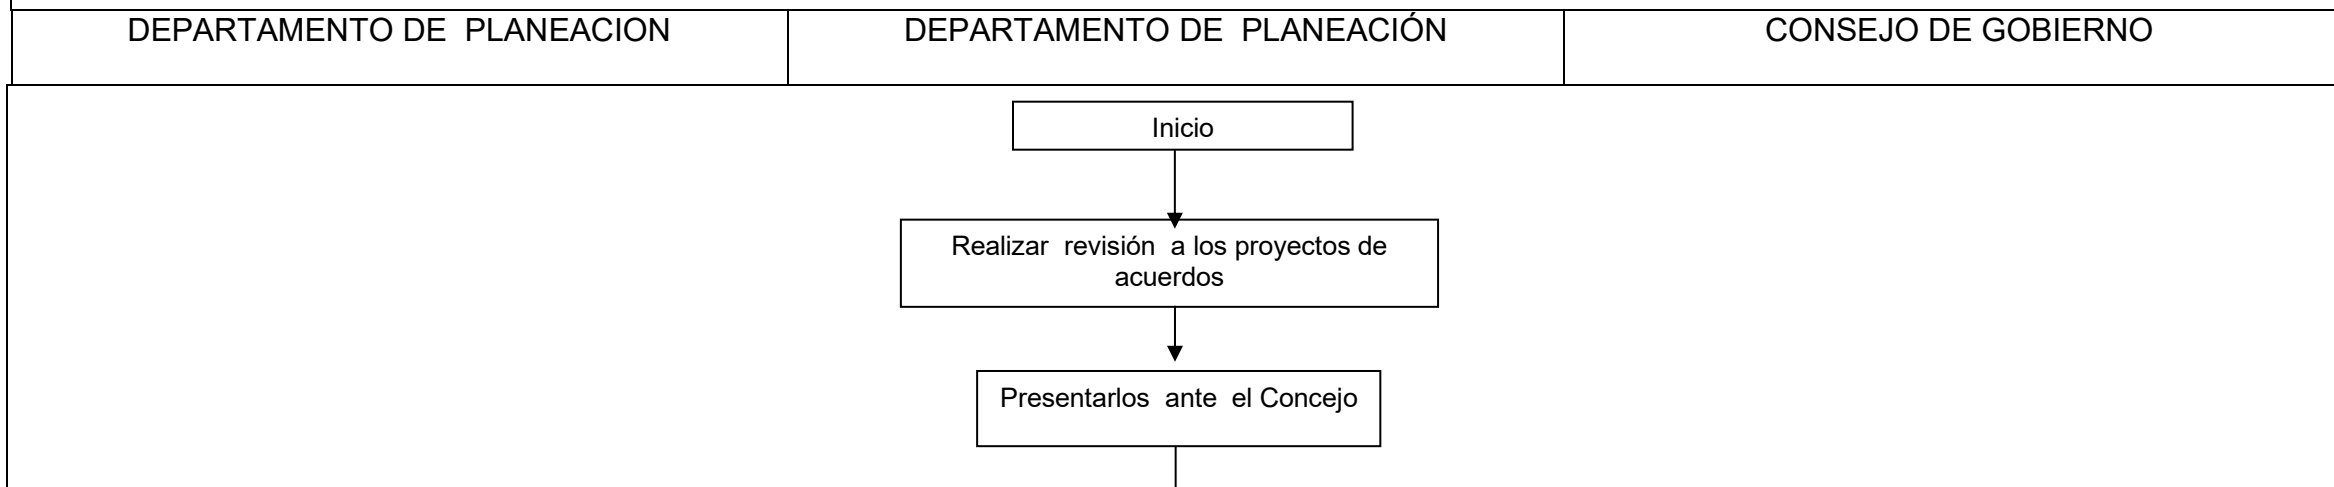 DEPARTAMENTO DE PLANEACION
DEPARTAMENTO DE PLANEACIÓN
CONSEJO DE GOBIERNO
Inicio
Realizar revisión a los proyectos de
acuerdos
Presentarlos ante el Concejo